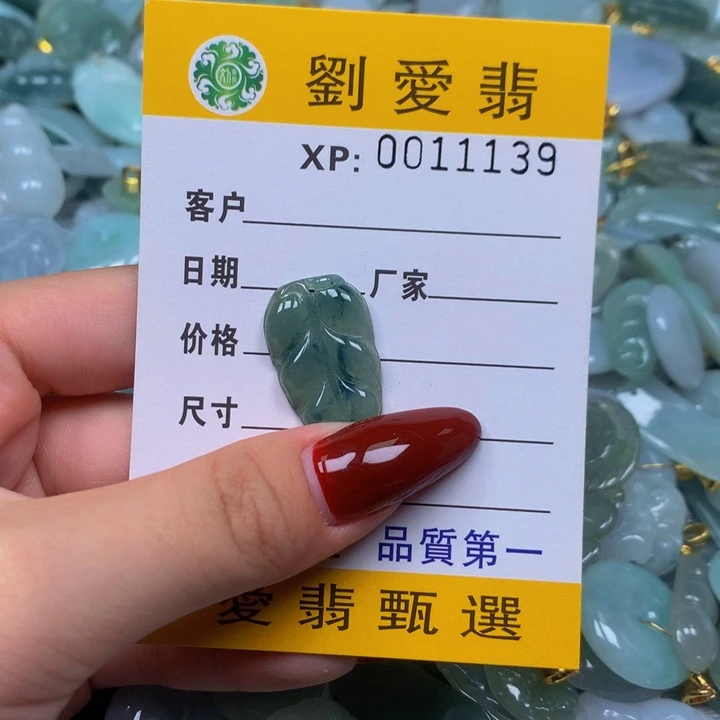 劉愛翡
XP: 0011139
客户
日期 厂家
价格
尺寸
品質第一
愛翡甄選